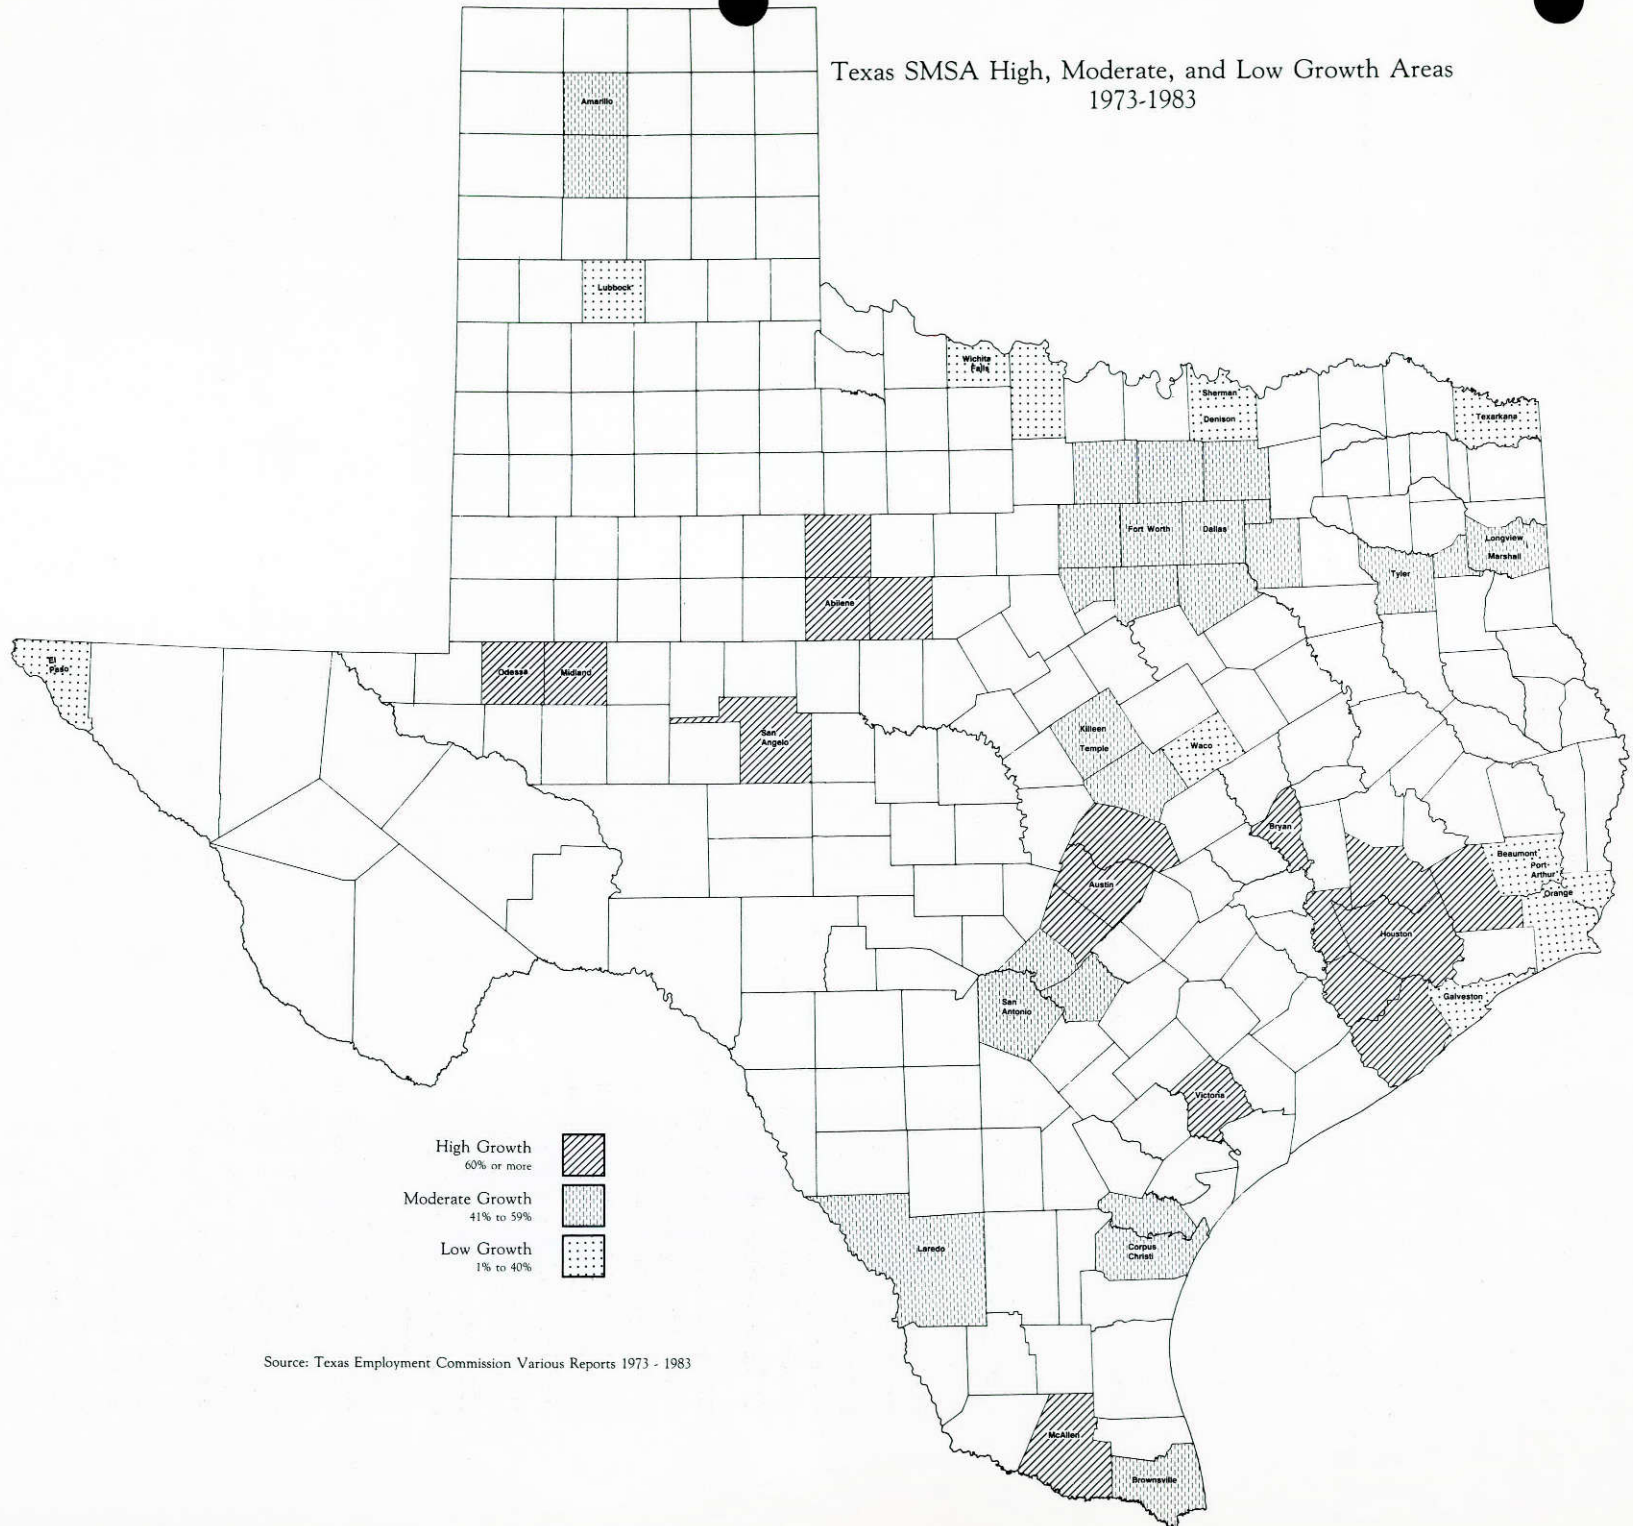 Texas SMSA High, Moderate, and Low Growth Areas
1973-1983
Amarillo
Lubbock
Wichita
Falls
Sherman
Denison
Texarkana
Fort Worth
Dallas
Longview
Marshall
Tyler
Abilene
El
Paso
Odessa
Midland
San
Angelo
Killeen
Temple
Waco
Bryan
Beaumont
Port-
Arthur
Orange
Austin
Houston
San
Antonio
Galveston
Victoria
High Growth
60% or more
Moderate Growth
41% to 59%
Low Growth
1% to 40%
Laredo
Corpus
Christi
Source: Texas Employment Commission Various Reports 1973 - 1983
McAllen
Brownsville